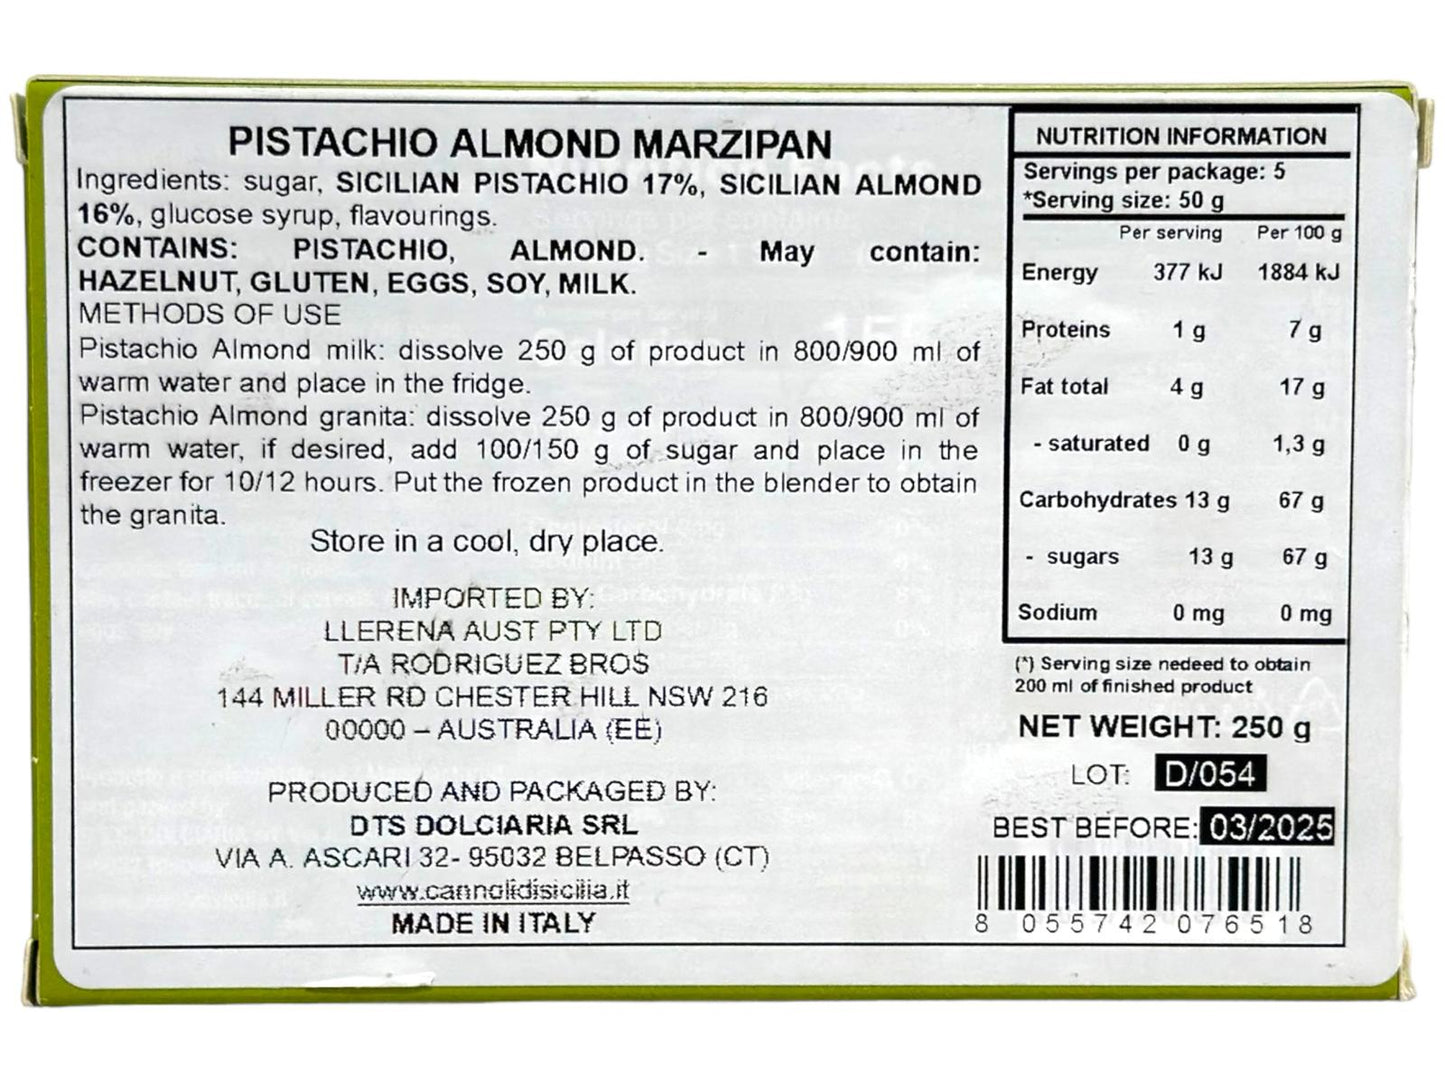 PISTACHIO ALMOND MARZIPAN
Ingredients: sugar, SICILIAN PISTACHIO 17%, SICILIAN ALMOND
16%, glucose syrup, flavourings.
CONTAINS: PISTACHIO, ALMOND. - May contain:
HAZELNUT, GLUTEN, EGGS, SOY, MILK.
METHODS OF USE
Pistachio Almond milk: dissolve 250 g of product in 800/900 ml of
warm water and place in the fridge.
Pistachio Almond granita: dissolve 250 g of product in 800/900 ml of
warm water, if desired, add 100/150 g of sugar and place in the
freezer for 10/12 hours. Put the frozen product in the blender to obtain
the granita.
Store in a cool, dry place.
IMPORTED BY:
LLERENA AUST PTY LTD
T/A RODRIGUEZ BROS
144 MILLER RD CHESTER HILL NSW 216
00000 – AUSTRALIA (EE)
PRODUCED AND PACKAGED BY:
DTS DOLCIARIA SRL
VIA A. ASCARI 32- 95032 BELPASSO (CT)
www.cannolidisicilia.it
MADE IN ITALY
NUTRITION INFORMATION
Servings per package: 5
*Serving size: 50 g
Per serving Per 100 g
Energy 377 kJ 1884 kJ
Proteins 1 g 7 g
Fat total 4 g 17 g
- saturated 0 g 1,3 g
Carbohydrates 13 g 67 g
- sugars 13 g 67 g
Sodium 0 mg 0 mg
(*) Serving size nedeed to obtain
200 ml of finished product
NET WEIGHT: 250 g
LOT: D/054
BEST BEFORE: 03/2025
8 055742 076518